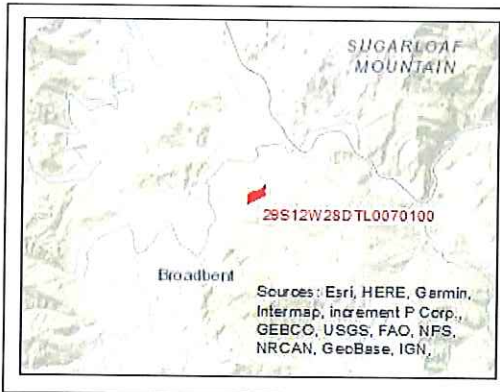 SUGARLOAF
MOUNTAIN
29S12W28DTL0070100
Broadbent
Sources: Esri, HERE, Garmin,
Intermap, increment P Corp.,
GEBCO, USGS, FAO, NPS,
NRCAN, GeoBase, IGN,